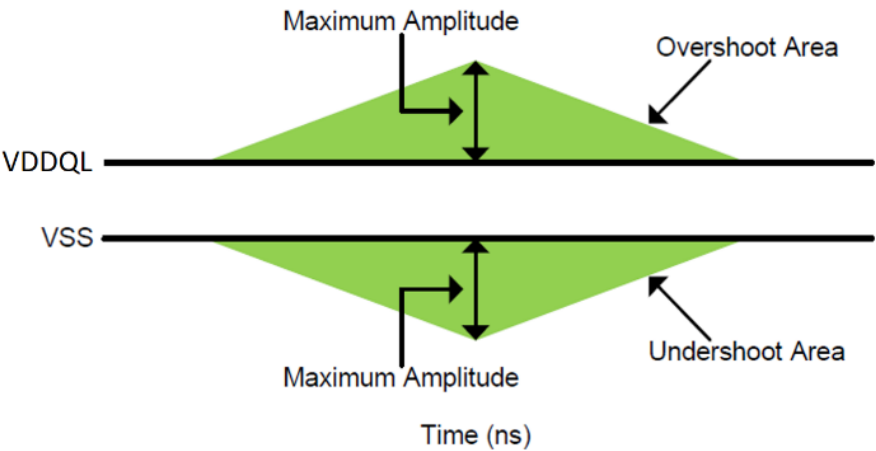 Maximum Amplitude
Overshoot Area
VDDQL
VSS
Undershoot Area
Maximum Amplitude
Time (ns)